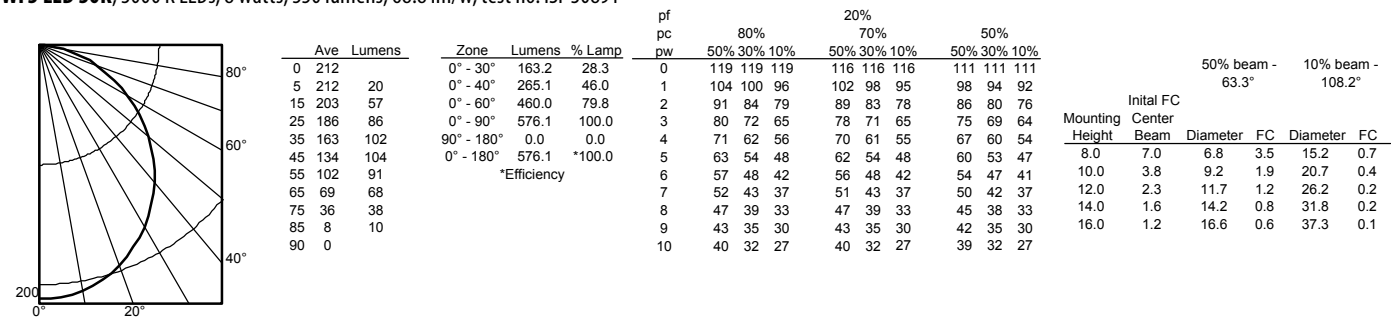 LED 3000 K LEDs, watts, lumens, test no.
80°
60°
40°
200
0° 20°
Ave Lumens
0 212
5 212 20
15 203 57
25 186 86
35 163 102
45 134 104
55 102 91
65 69 68
75 36 38
85 8 10
90 0
Zone Lumens % Lamp
0° - 30° 163.2 28.3
0° - 40° 265.1 46.0
0° - 60° 460.0 79.8
0° - 90° 576.1 100.0
90° - 180° 0.0 0.0
0° - 180° 576.1 *100.0
*Efficiency
pf 20%
pc 80% 70% 50%
pw 50% 30% 10% 50% 30% 10% 50% 30% 10%
0 119 119 119 116 116 116 111 111 111
1 104 100 96 102 98 95 98 94 92
2 91 84 79 89 83 78 86 80 76
3 80 72 65 78 71 65 75 69 64
4 71 62 56 70 61 55 67 60 54
5 63 54 48 62 54 48 60 53 47
6 57 48 42 56 48 42 54 47 41
7 52 43 37 51 43 37 50 42 37
8 47 39 33 47 39 33 45 38 33
9 43 35 30 43 35 30 42 35 30
10 40 32 27 40 32 27 39 32 27
50% beam - 10% beam -
63.3° 108.2°
Inital FC
Mounting Center
Height Beam Diameter FC Diameter FC
8.0 7.0 6.8 3.5 15.2 0.7
10.0 3.8 9.2 1.9 20.7 0.4
12.0 2.3 11.7 1.2 26.2 0.2
14.0 1.6 14.2 0.8 31.8 0.2
16.0 1.2 16.6 0.6 37.3 0.1